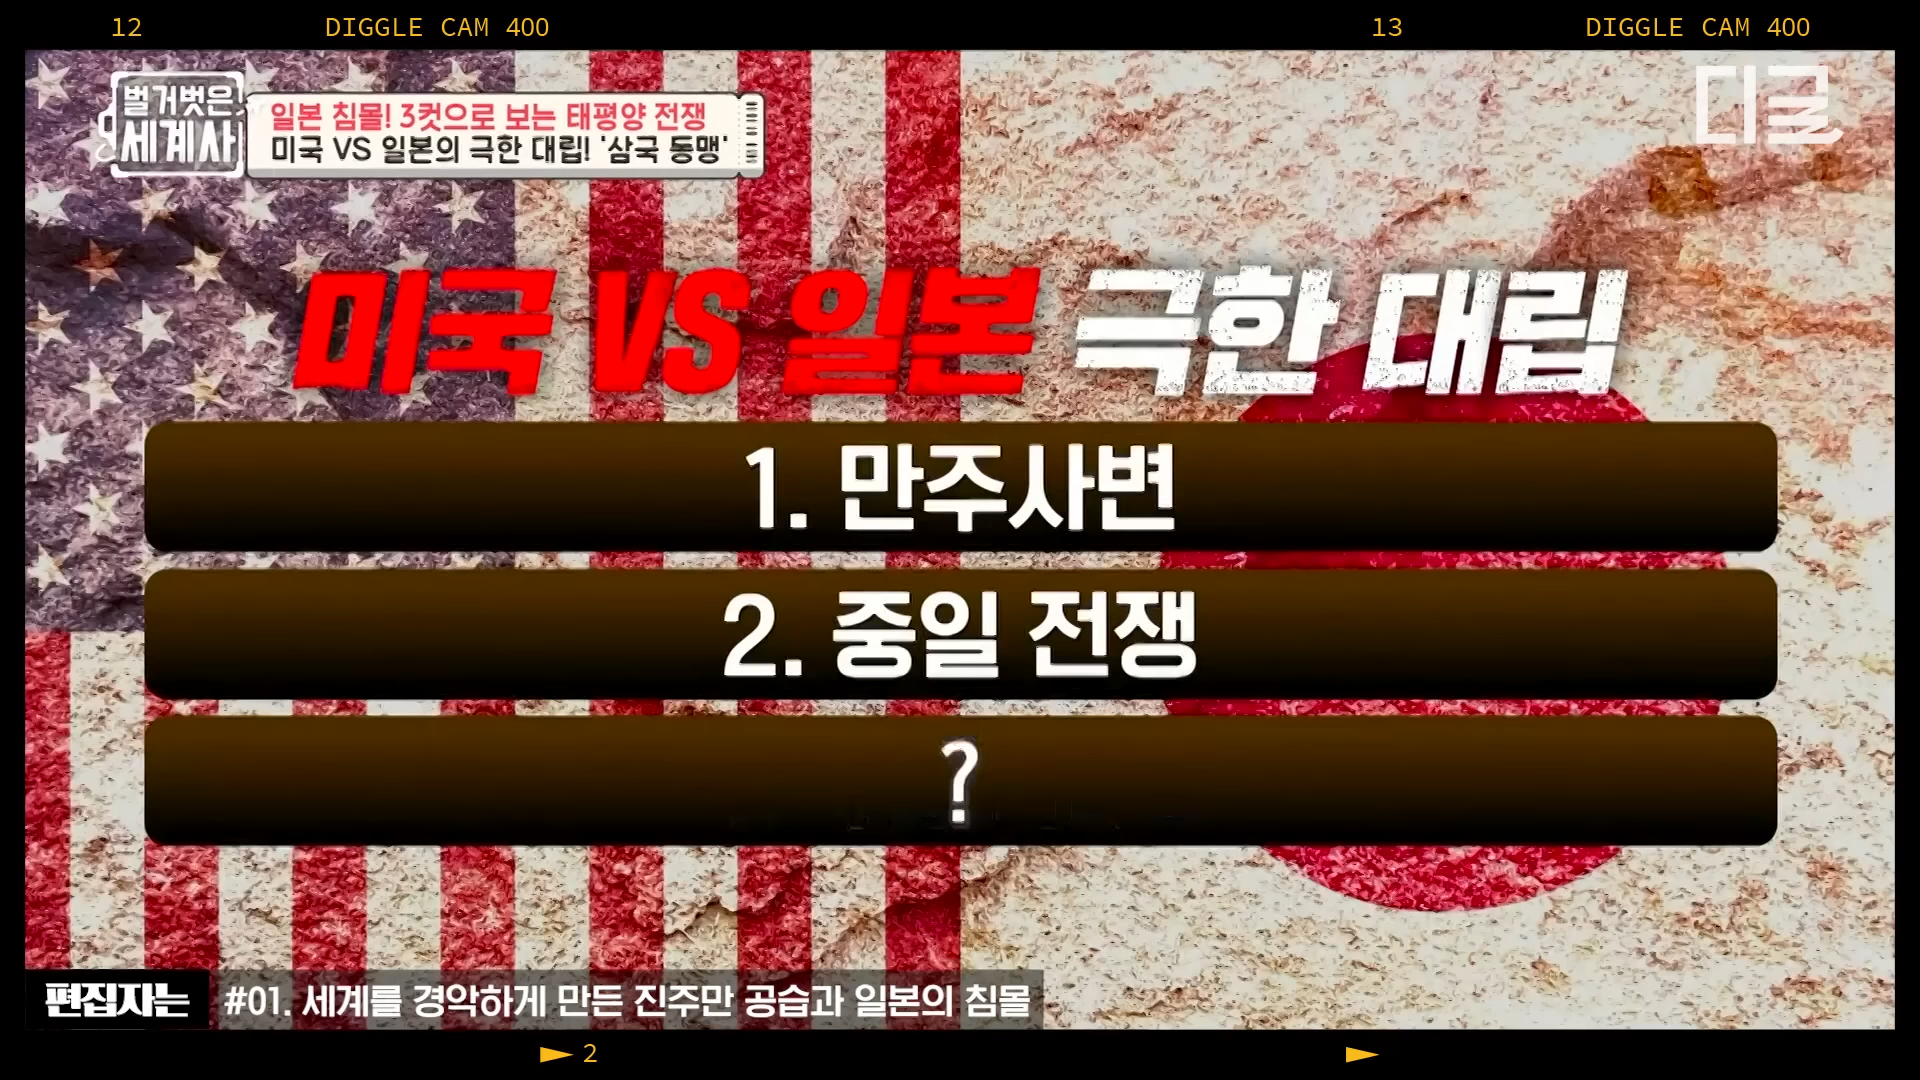 12 DIGGLE CAM 400 13 DIGGLE CAM 400
벌거벗은
세계사
일본 침몰! 3컷으로 보는 태평양 전쟁
미국 VS 일본의 극한 대립! '삼국 동맹'
디글
미국 VS 일본 극한 대립
1. 만주사변
2. 중일 전쟁
?
편집자는
#01. 세계를 경악하게 만든 진주만 공습과 일본의 침몰
2